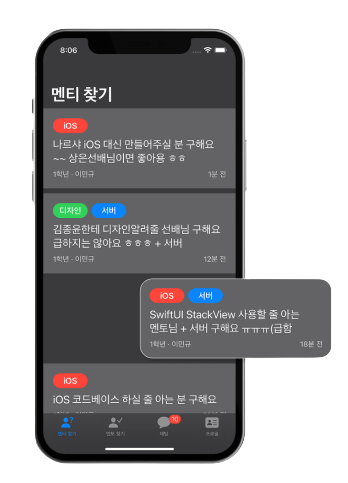 8:06
멘티 찾기
iOS
나르샤 iOS 대신 만들어주실 분 구해요
~~ 상은선배님이면 좋아용 ㅎㅎ
1학년 · 이민규 1분 전
디자인 서버
김종윤한테 디자인알려줄 선배님 구해요
급하지는 않아요 ㅎㅎㅎ + 서버
1학년 · 이민규 12분 전
iOS 서버
SwiftUI StackView 사용할 줄 아는
멘토님 + 서버 구해요 ㅠㅠㅠ(급함
1학년 · 이민규 18분 전
iOS
iOS 코드베이스 하실 줄 아는 분 구해요
10
멘티 찾기 멘토 찾기 채팅 프로필